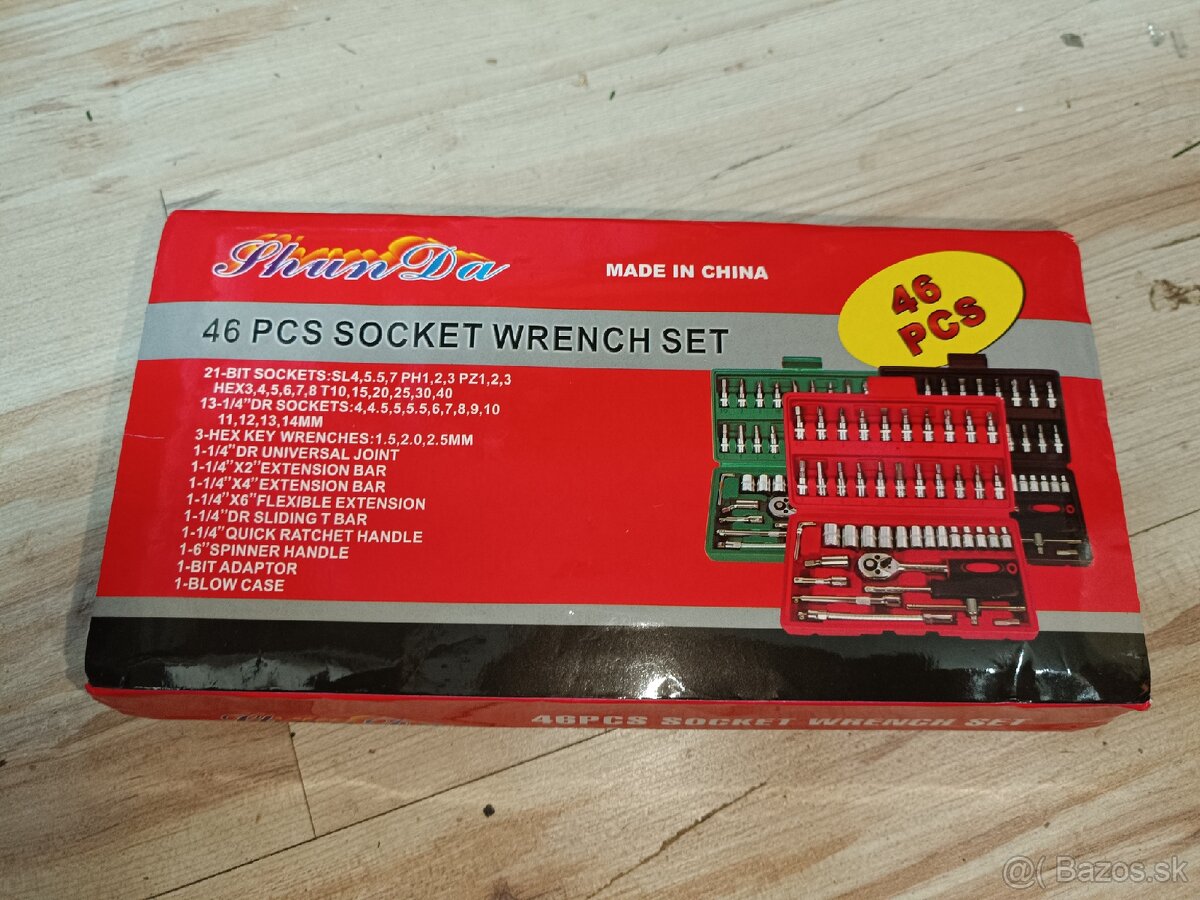 Shun Da
MADE IN CHINA
46
PCS
46 PCS SOCKET WRENCH SET
21-BIT SOCKETS:SL4,5.5,7 PH1,2,3 PZ1,2,3
HEX3,4,5,6,7,8 T10,15,20,25,30,40
13-1/4"DR SOCKETS:4,4.5,5,5.5,6,7,8,9,10
11,12,13,14MM
3-HEX KEY WRENCHES:1.5,2.0,2.5MM
1-1/4"DR UNIVERSAL JOINT
1-1/4"X2"EXTENSION BAR
1-1/4"X4"EXTENSION BAR
1-1/4"X6"FLEXIBLE EXTENSION
1-1/4"DR SLIDING T BAR
1-1/4"QUICK RATCHET HANDLE
1-6"SPINNER HANDLE
1-BIT ADAPTOR
1-BLOW CASE
46PCS SOCKET WRENCH SET
@( Bazos.sk